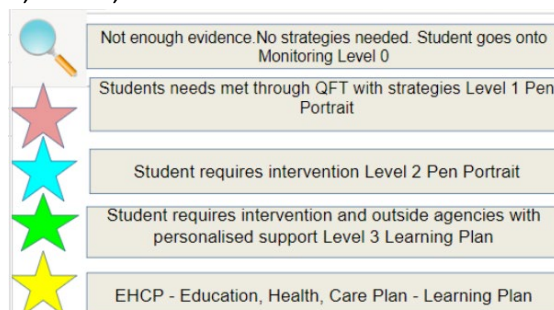 Not enough evidence.No strategies needed. Student goes onto
Monitoring Level 0
Students needs met through QFT with strategies Level 1 Pen
Portrait
Student requires intervention Level 2 Pen Portrait
Student requires intervention and outside agencies with
personalised support Level 3 Learning Plan
EHCP - Education, Health, Care Plan - Learning Plan